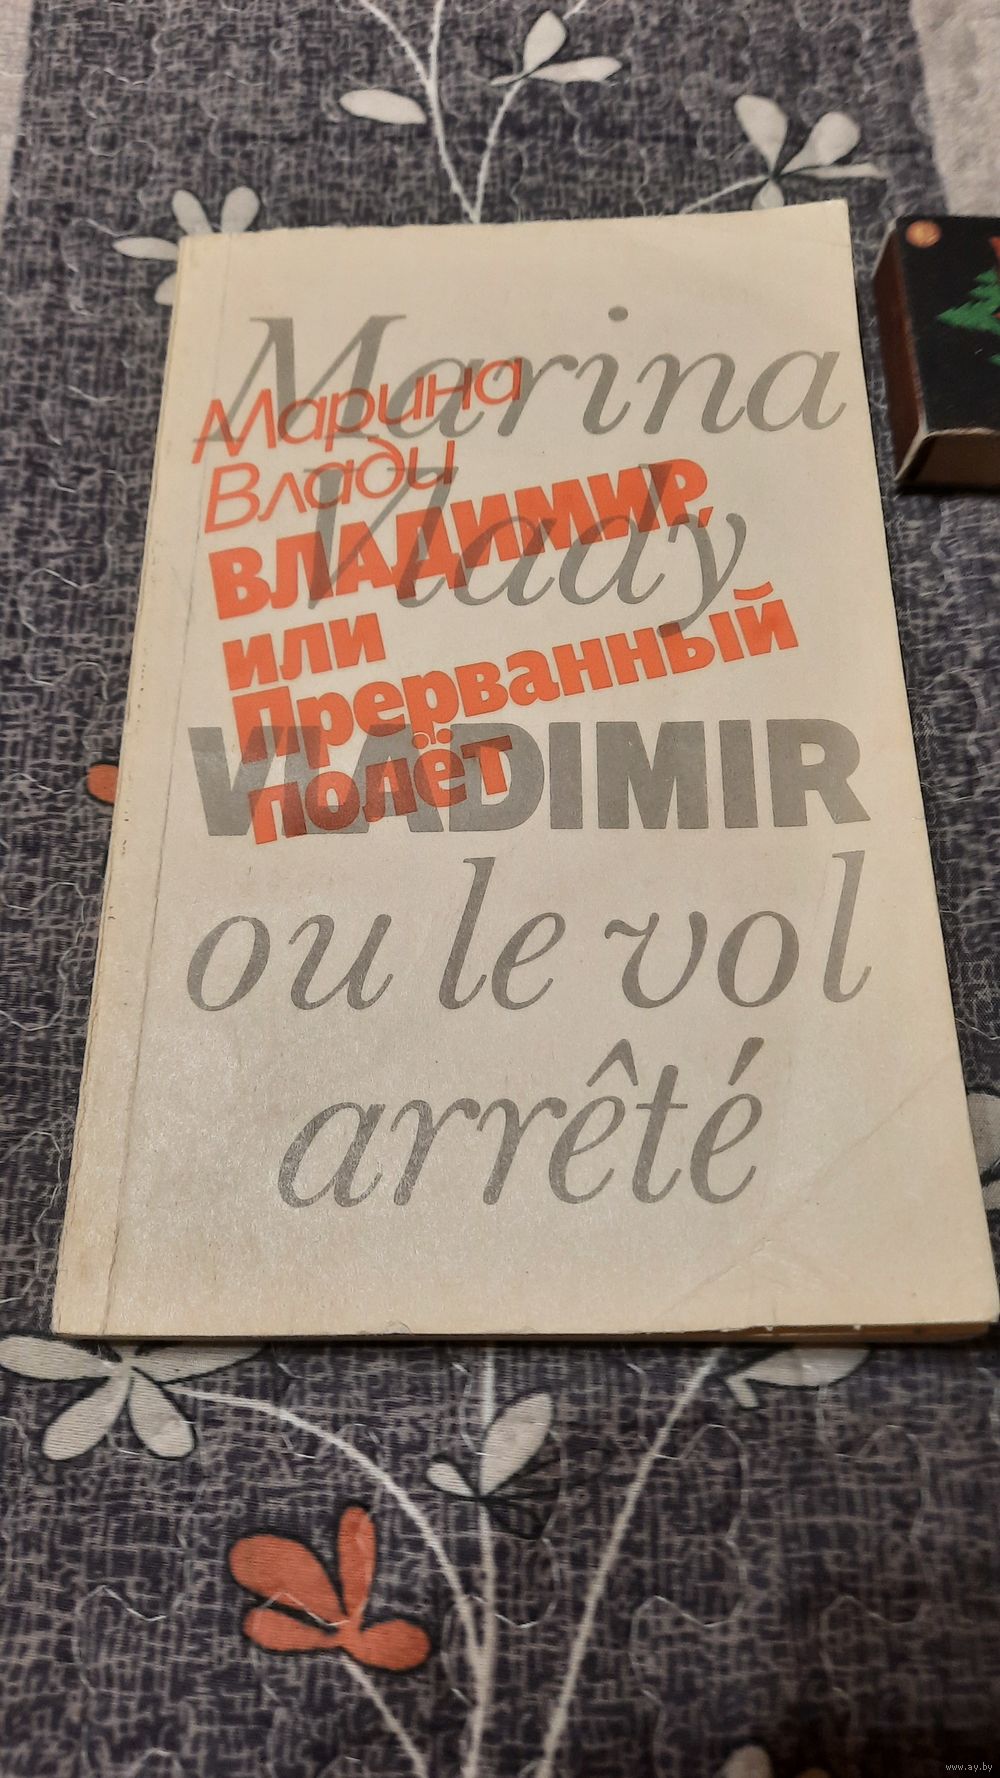 Marina
Vlady
VLADIMIR
ou le vol
arrêté
Марина
Влади
ВЛАДИМИР,
или
Прерванный
полёт
www.ay.by